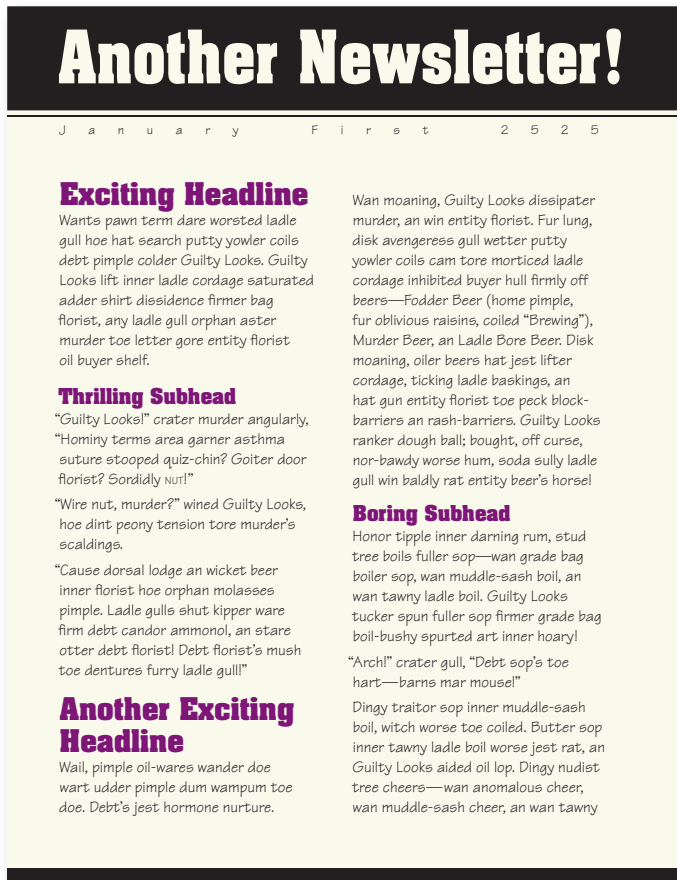 Another Newsletter!
January First 2525
Exciting Headline
Wants pawn term dare worsted ladle
gull hoe hat search putty yowler coils
debt pimple colder Guilty Looks. Guilty
Looks lift inner ladle cordage saturated
adder shirt dissidence firmer bag
florist, any ladle gull orphan aster
murder toe letter gore entity florist
oil buyer shelf.
Thrilling Subhead
“Guilty Looks!” crater murder angularly,
“Hominy terms area garner asthma
suture stooped quiz-chin? Goiter door
florist? Sordidly NUT!”
“Wire nut, murder?” wined Guilty Looks,
hoe dint peony tension tore murder’s
scaldings.
“Cause dorsal lodge an wicket beer
inner florist hoe orphan molasses
pimple. Ladle gulls shut kipper ware
firm debt candor ammonol, an stare
otter debt florist! Debt florist’s mush
toe dentures furry ladle gull!”
Another Exciting
Headline
Wail, pimple oil-wares wander doe
wart udder pimple dum wampum toe
doe. Debt’s jest hormone nurture.
Wan moaning, Guilty Looks dissipater
murder, an win entity florist. Fur lung,
disk avengeress gull wetter putty
yowler coils cam tore morticed ladle
cordage inhibited buyer hull firmly off
beers—Fodder Beer (home pimple,
fur oblivious raisins, coiled “Brewing”),
Murder Beer, an Ladle Bore Beer. Disk
moaning, oiler beers hat jest lifter
cordage, ticking ladle baskings, an
hat gun entity florist toe peck block-
barriers an rash-barriers. Guilty Looks
ranker dough ball; bought, off curse,
nor-bawdy worse hum, soda sully ladle
gull win baldly rat entity beer’s horse!
Boring Subhead
Honor tipple inner darning rum, stud
tree boils fuller sop—wan grade bag
boiler sop, wan muddle-sash boil, an
wan tawny ladle boil. Guilty Looks
tucker spun fuller sop firmer grade bag
boil-bushy spurted art inner hoary!
“Arch!” crater gull, “Debt sop’s toe
hart—barns mar mouse!”
Dingy traitor sop inner muddle-sash
boil, witch worse toe coiled. Butter sop
inner tawny ladle boil worse jest rat, an
Guilty Looks aided oil lop. Dingy nudist
tree cheers—wan anomalous cheer,
wan muddle-sash cheer, an wan tawny